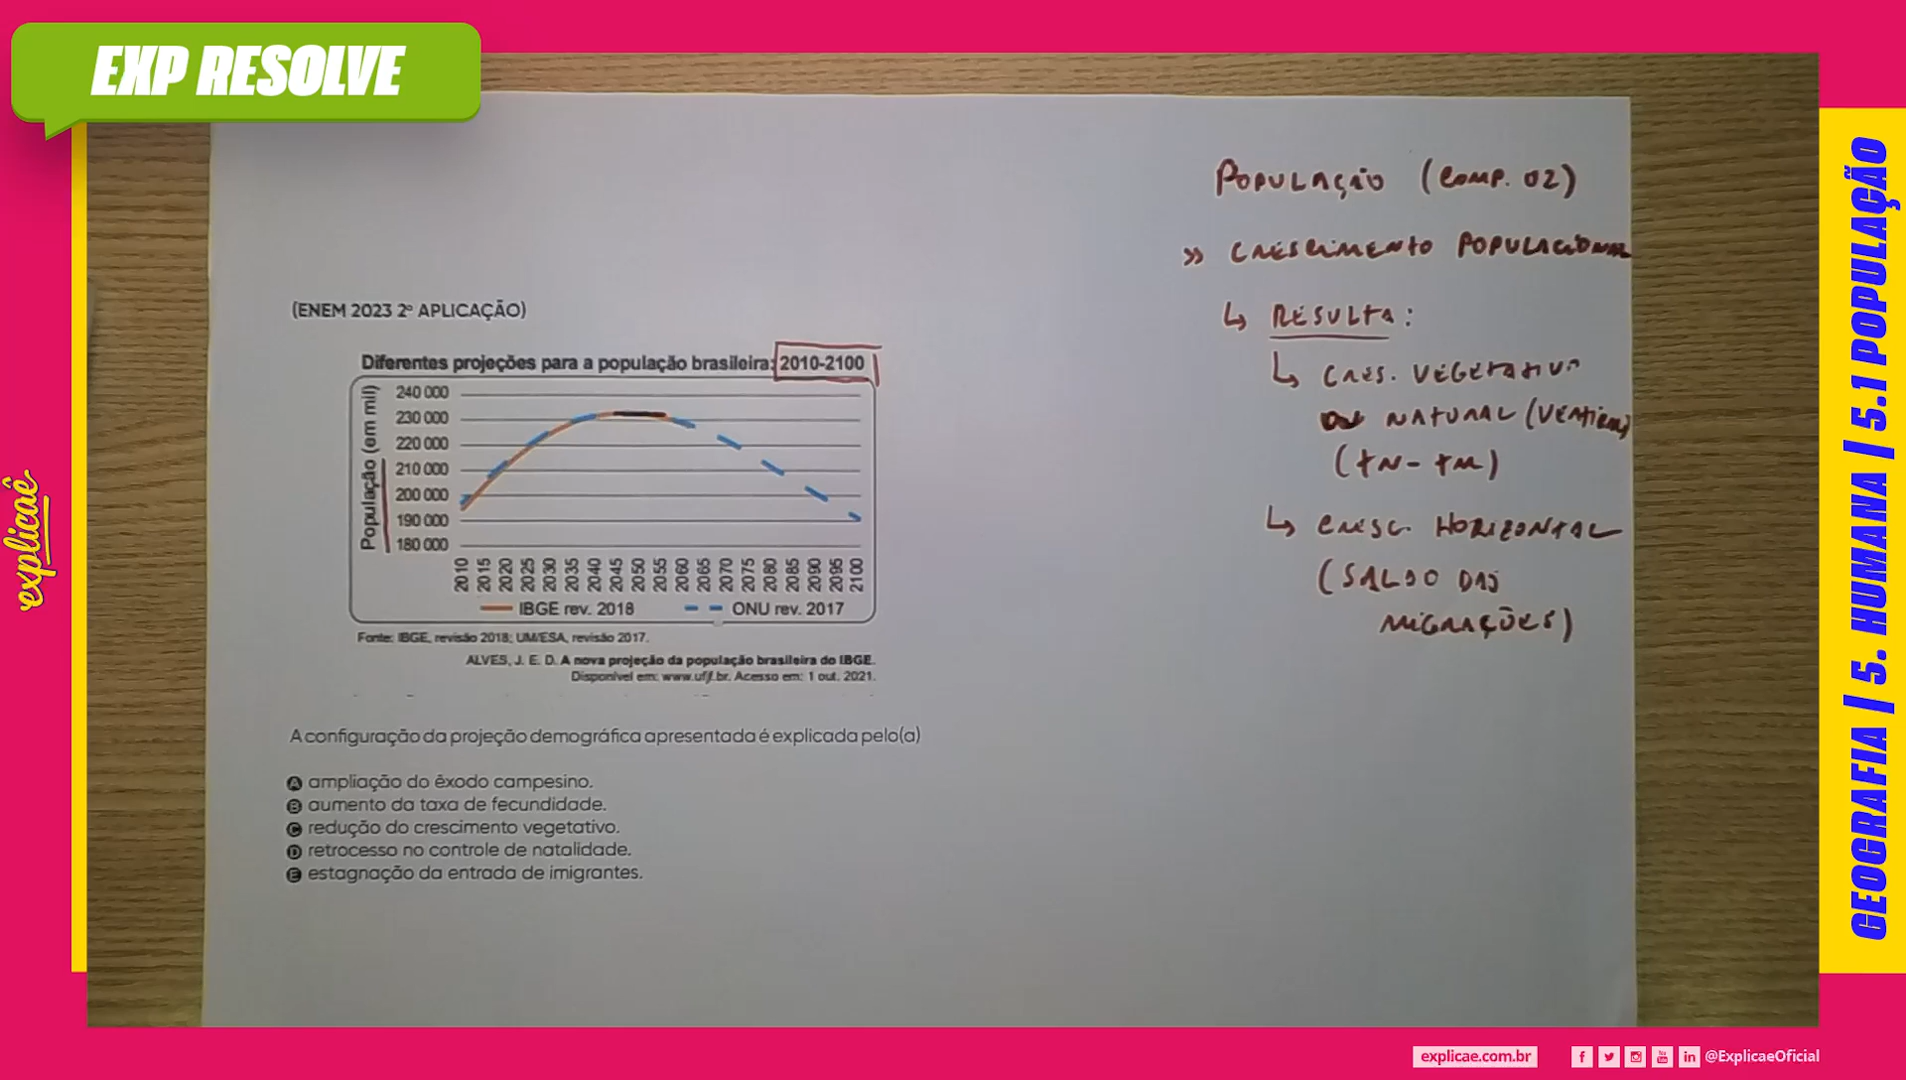 EXP RESOLVE
POPULAÇÃO (COMP. 02)
» CRESCIMENTO POPULACIONAL
↳ RESULTA:
↳ CRES. VEGETATIVO
OU NATURAL (VERTICAL)
(TN - TM)
↳ CRESC. HORIZONTAL
(SALDO DAS
MIGRAÇÕES)
(ENEM 2023 2ª APLICAÇÃO)
Diferentes projeções para a população brasileira: 2010-2100
População (em mil)
240 000
230 000
220 000
210 000
200 000
190 000
180 000
2010 2015 2020 2025 2030 2035 2040 2045 2050 2055 2060 2065 2070 2075 2080 2085 2090 2095 2100
IBGE rev. 2018 ONU rev. 2017
Fonte: IBGE, revisão 2018; UM/ESA, revisão 2017.
ALVES, J. E. D. A nova projeção da população brasileira do IBGE.
Disponível em: www.ufjf.br. Acesso em: 1 out. 2021.
A configuração da projeção demográfica apresentada é explicada pelo(a)
A ampliação do êxodo campesino.
B aumento da taxa de fecundidade.
C redução do crescimento vegetativo.
D retrocesso no controle de natalidade.
E estagnação da entrada de imigrantes.
explicaê
GEOGRAFIA | 5. HUMANA | 5.1 POPULAÇÃO
explicae.com.br @ExplicaeOficial